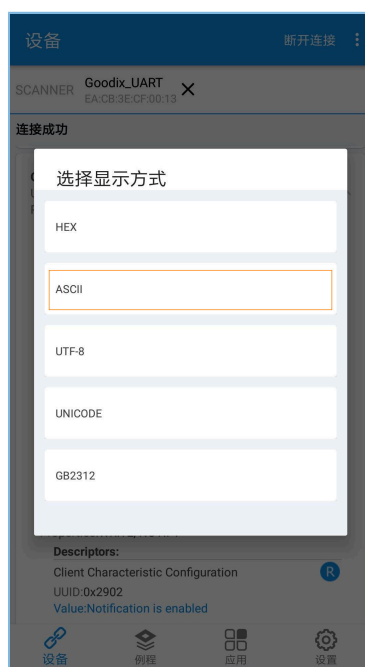 设备
断开连接
SCANNER
Goodix_UART
EA:CB:3E:CF:00:13
连接成功
选择显示方式
HEX
ASCII
UTF-8
UNICODE
GB2312
Descriptors:
Client Characteristic Configuration
R
UUID:0x2902
Value:Notification is enabled
设备
例程
应用
设置